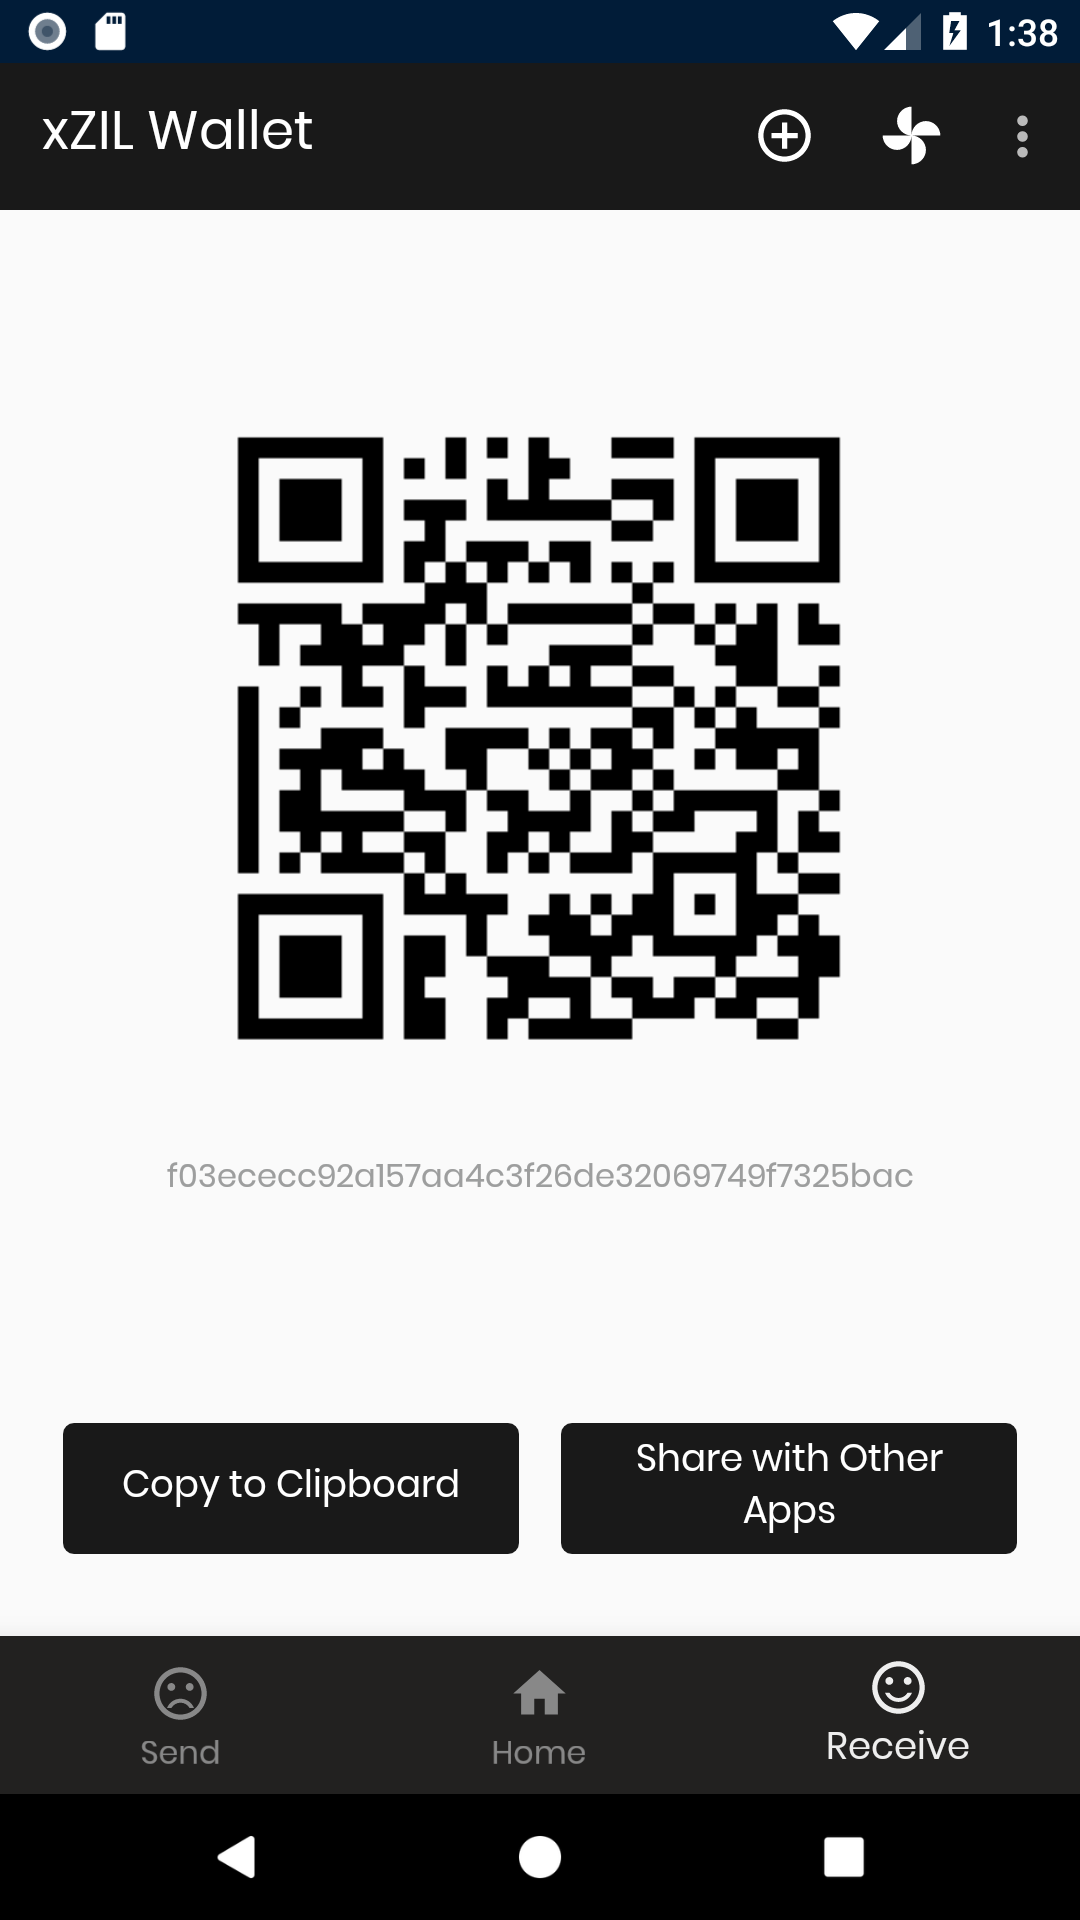 1:38
xZIL Wallet
f03ececc92a157aa4c3f26de32069749f7325bac
Copy to Clipboard
Share with Other
Apps
Send
Home
Receive